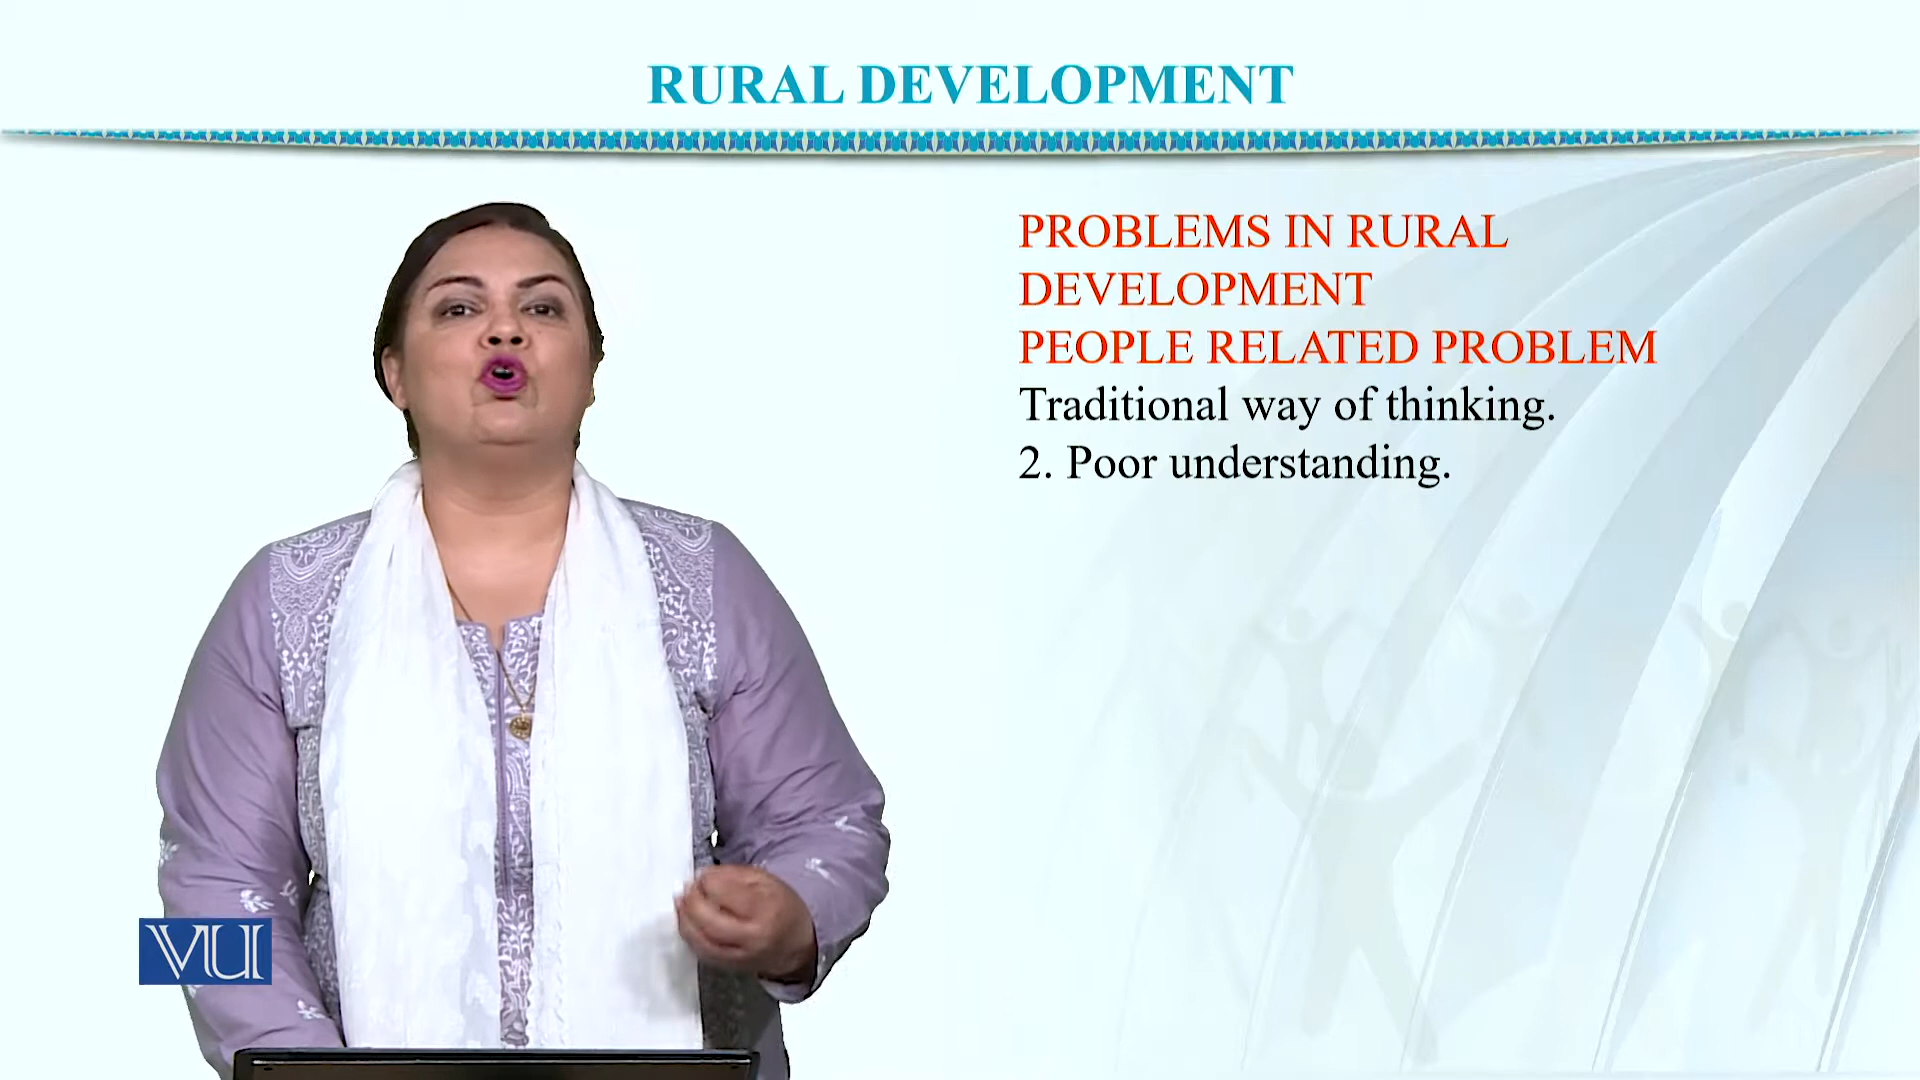 RURAL DEVELOPMENT
PROBLEMS IN RURAL
DEVELOPMENT
PEOPLE RELATED PROBLEM
Traditional way of thinking.
2. Poor understanding.
VU